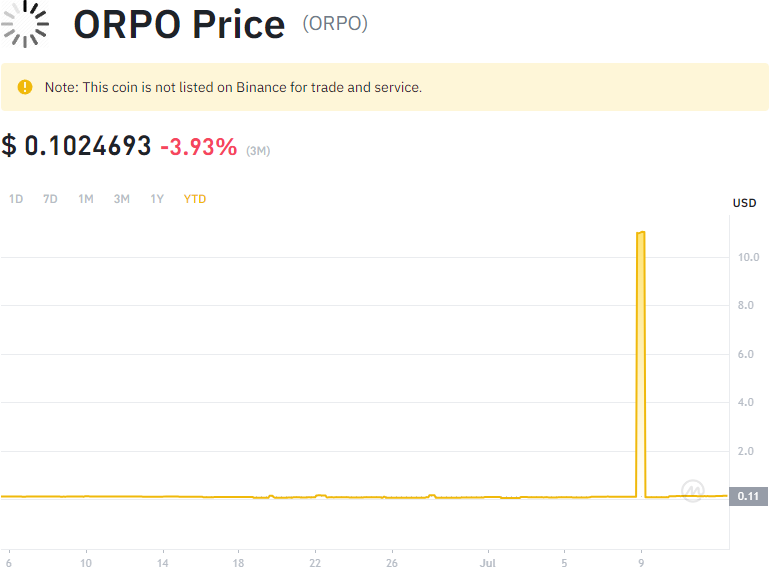 ORPO Price (ORPO)
Note: This coin is not listed on Binance for trade and service.
$ 0.1024693 -3.93% (3M)
1D 7D 1M 3M 1Y YTD
USD
10.0
8.0
6.0
4.0
2.0
0.11
6 10 14 18 22 26 Jul 5 9